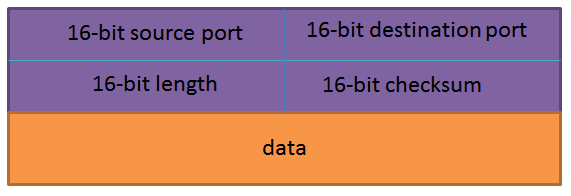 16-bit source port
16-bit destination port
16-bit length
16-bit checksum
data